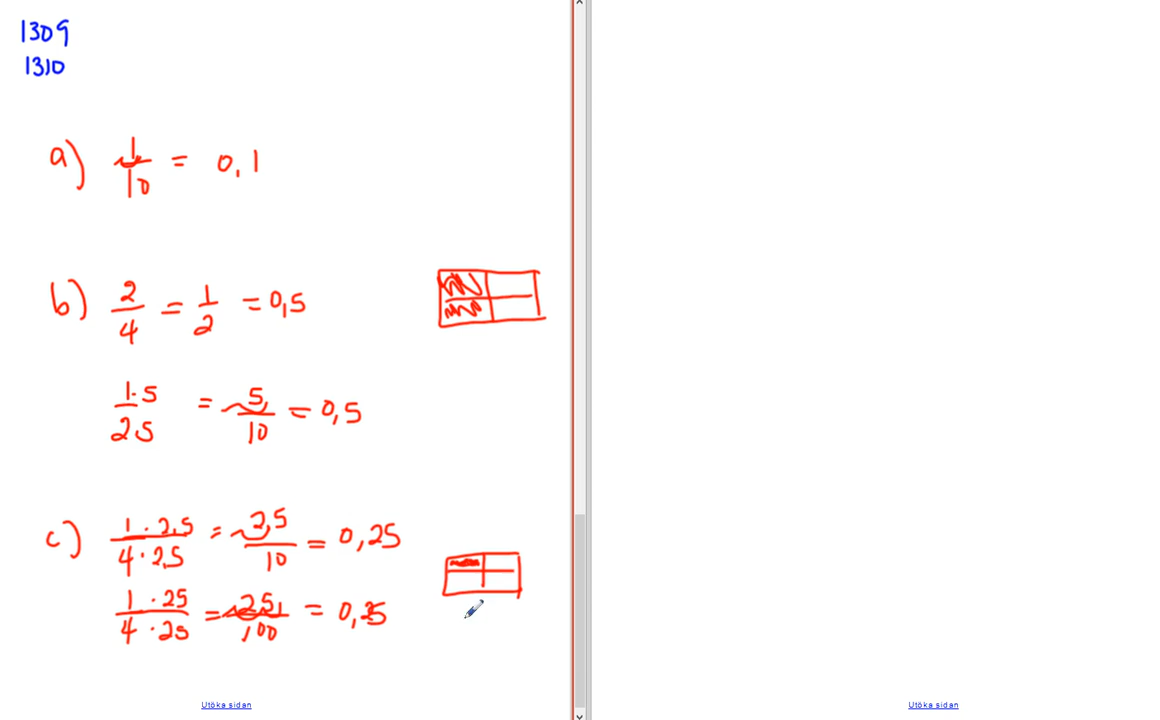 1309
1310
a) 1/10 = 0,1
b) 2/4 = 1/2 = 0,5
1·5/2·5 = 5,/10 = 0,5
c) 1·2,5/4·2,5 = 2,5/10 = 0,25
1·25/4·25 = 25,/100 = 0,25
Utöka sidan
Utöka sidan